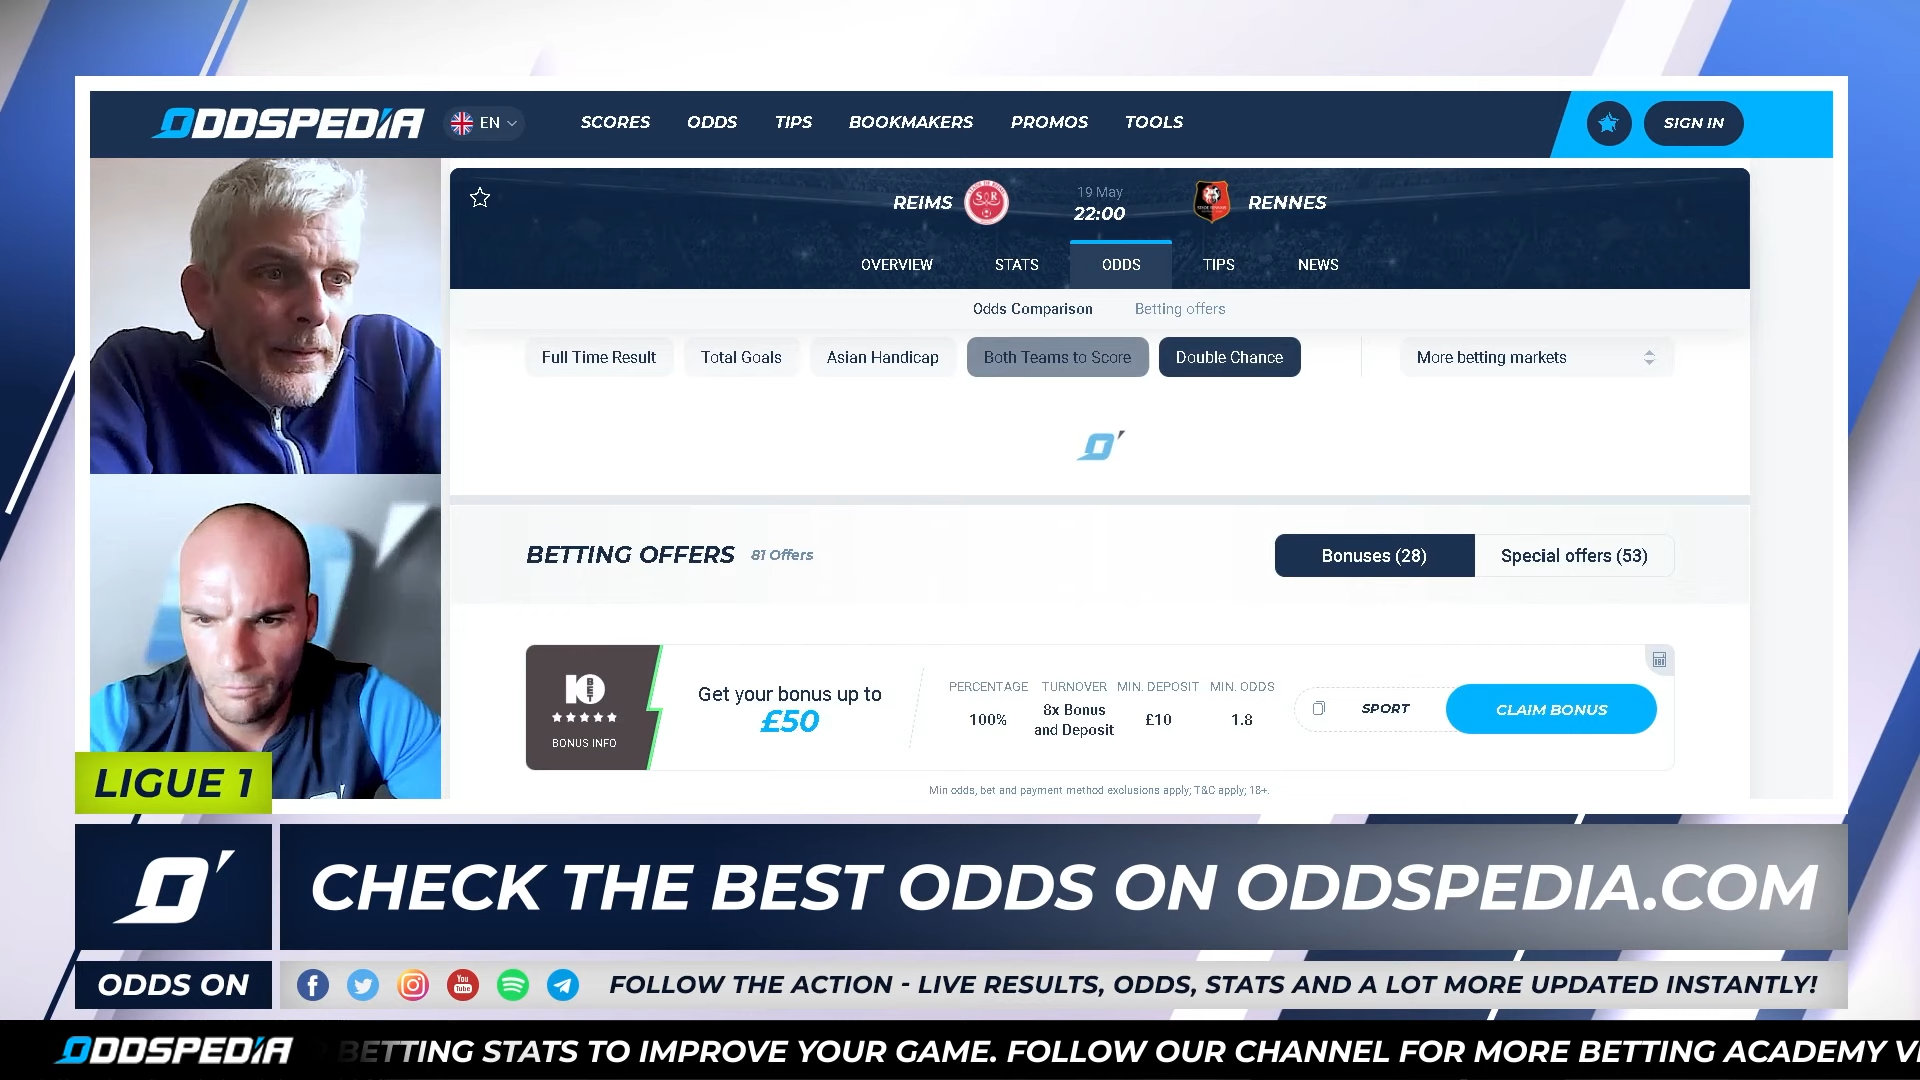 ODDSPEDIA
EN
SCORES ODDS TIPS BOOKMAKERS PROMOS TOOLS
SIGN IN
REIMS
S R
19 May
22:00
RENNES
OVERVIEW STATS ODDS TIPS NEWS
Odds Comparison Betting offers
Full Time Result Total Goals Asian Handicap Both Teams to Score Double Chance More betting markets
BETTING OFFERS 81 Offers
Bonuses (28) Special offers (53)
10 BET
BONUS INFO
Get your bonus up to
£50
PERCENTAGE TURNOVER MIN. DEPOSIT MIN. ODDS
100% 8x Bonus and Deposit £10 1.8
SPORT
CLAIM BONUS
Min odds, bet and payment method exclusions apply; T&C apply; 18+.
LIGUE 1
CHECK THE BEST ODDS ON ODDSPEDIA.COM
ODDS ON
You Tube
FOLLOW THE ACTION - LIVE RESULTS, ODDS, STATS AND A LOT MORE UPDATED INSTANTLY!
ODDSPEDIA
BETTING STATS TO IMPROVE YOUR GAME. FOLLOW OUR CHANNEL FOR MORE BETTING ACADEMY